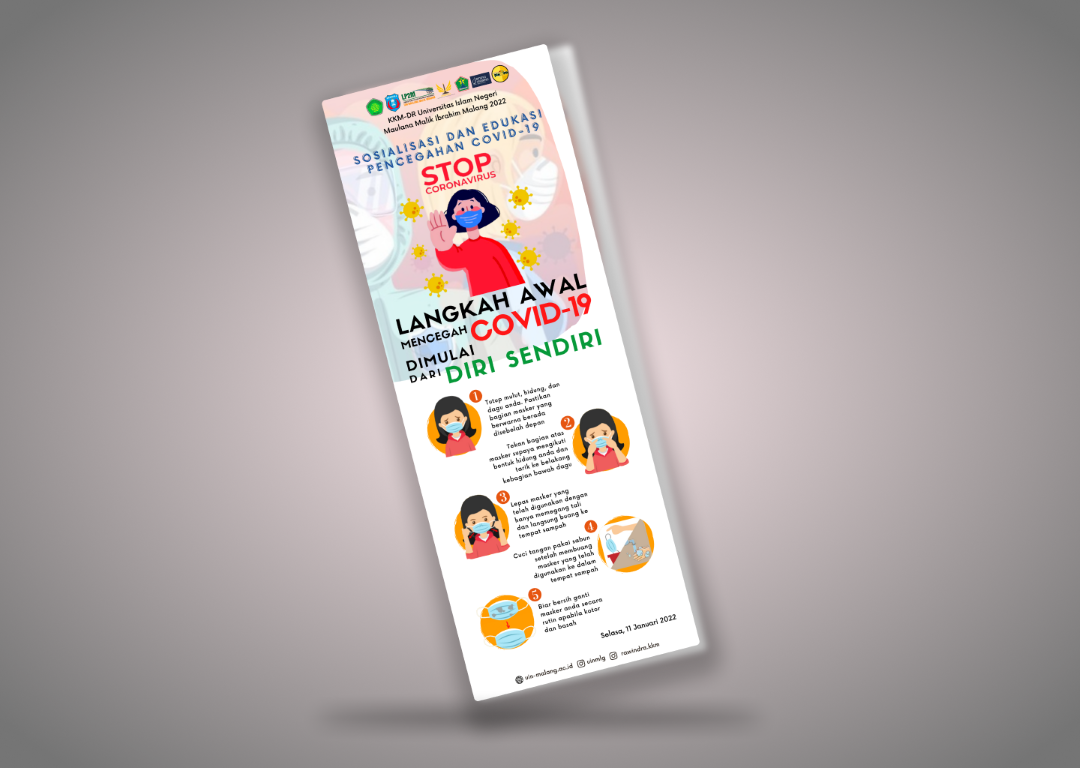 LP2M
KKM-DR Universitas Islam Negeri
Maulana Malik Ibrahim Malang 2022
SOSIALISASI DAN EDUKASI
PENCEGAHAN COVID-19
STOP
CORONAVIRUS
LANGKAH AWAL
MENCEGAH COVID-19
DIMULAI
DARI DIRI SENDIRI
1
Tutup mulut, hidung, dan
dagu anda. Pastikan
bagian masker yang
berwarna berada
disebelah depan
2
Tekan bagian atas
masker supaya mengikuti
bentuk hidung anda dan
tarik ke belakang
kebagian bawah dagu
3
Lepas masker yang
telah digunakan dengan
hanya memegang tali
dan langsung buang ke
tempat sampah
4
Cuci tangan pakai sabun
setelah membuang
masker yang telah
digunakan ke dalam
tempat sampah
5
Biar bersih ganti
masker anda secara
rutin apabila kotor
dan basah
Selasa, 11 Januari 2022
uin-malang.ac.id uinmlg rawindra.kkm